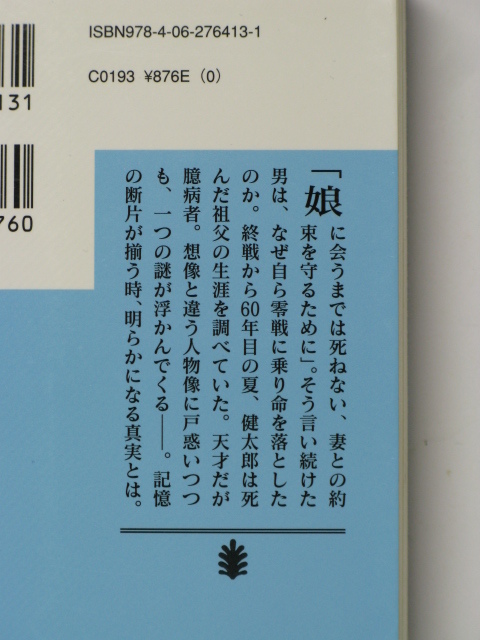 ISBN978-4-06-276413-1
C0193 ¥876E (0)
131
760
「娘に会うまでは死ねない、妻との約
束を守るために」。そう言い続けた
男は、なぜ自ら零戦に乗り命を落とした
のか。終戦から60年目の夏、健太郎は死
んだ祖父の生涯を調べていた。天才だが
臆病者。想像と違う人物像に戸惑いつつ
も、一つの謎が浮かんでくる――。記憶
の断片が揃う時、明らかになる真実とは。